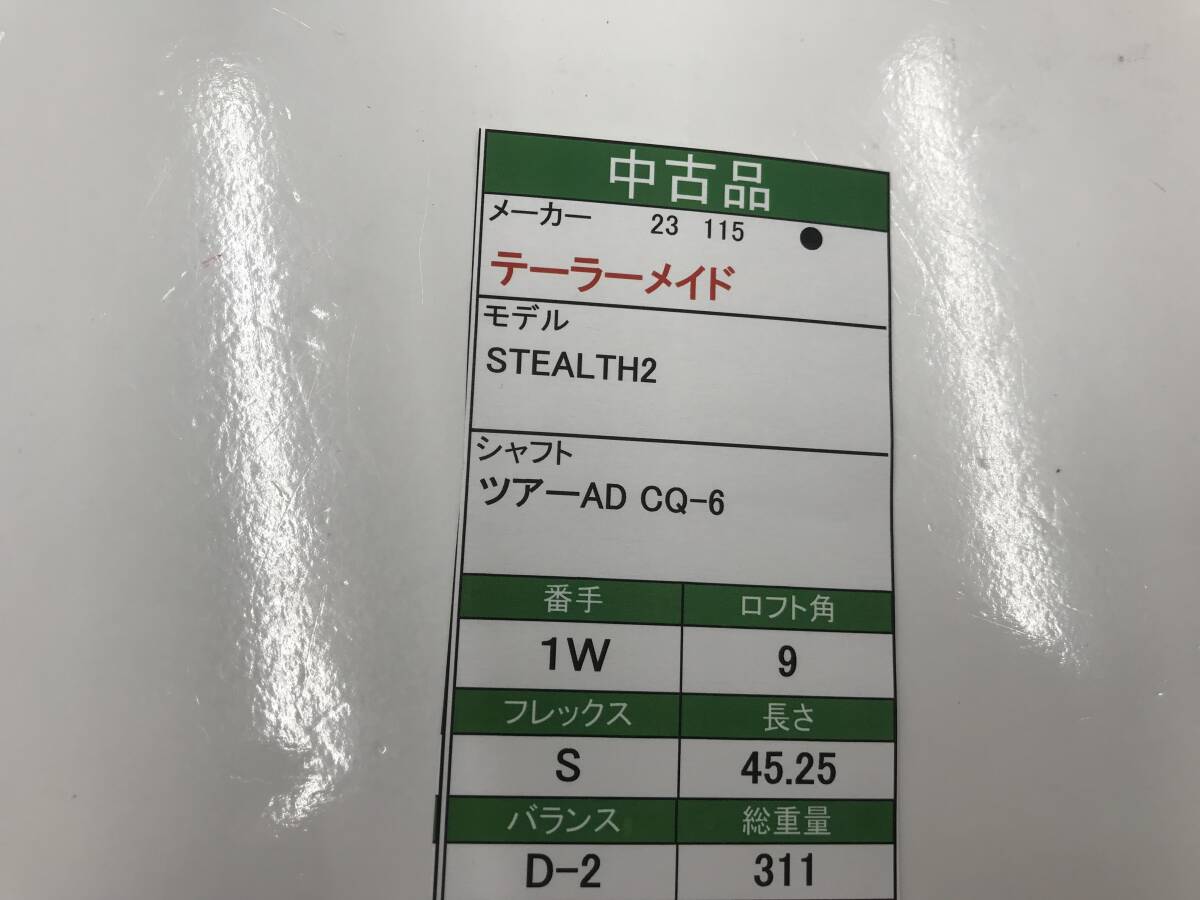 中古品
メーカー 23 115 ●
テーラーメイド
モデル
STEALTH2
シャフト
ツアーAD CQ-6
番手 ロフト角
1W 9
フレックス 長さ
S 45.25
バランス 総重量
D-2 311